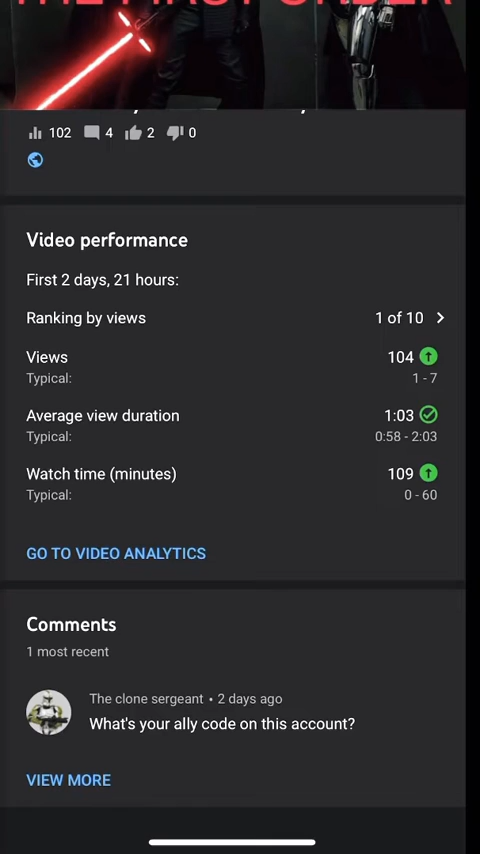 THE FIRST ORDER
102 4 2 0
Video performance
First 2 days, 21 hours:
Ranking by views 1 of 10
Views 104
Typical: 1 - 7
Average view duration 1:03
Typical: 0:58 - 2:03
Watch time (minutes) 109
Typical: 0 - 60
GO TO VIDEO ANALYTICS
Comments
1 most recent
The clone sergeant • 2 days ago
What's your ally code on this account?
VIEW MORE